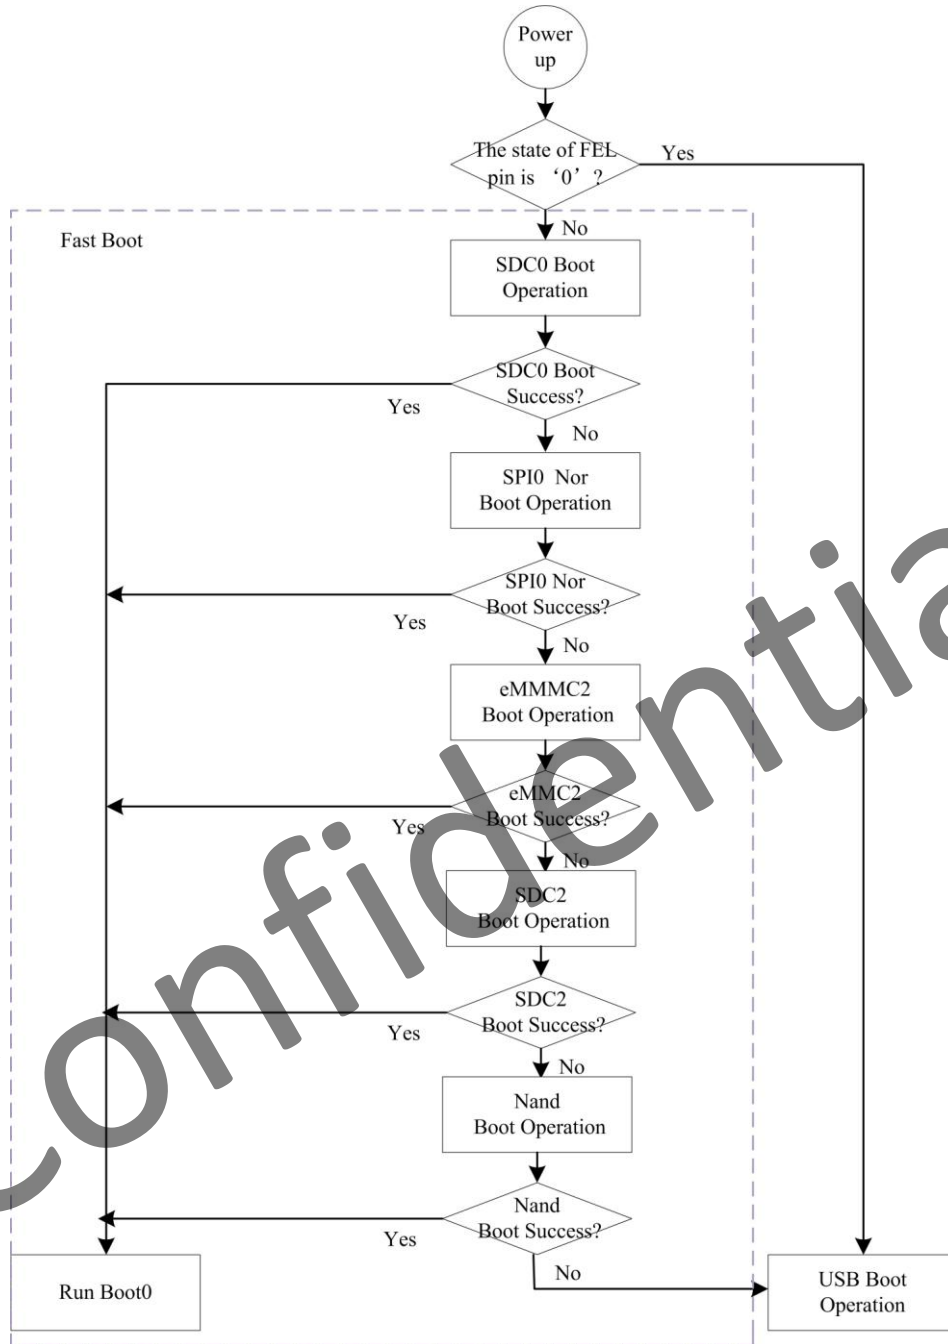 Power
up
The state of FEL
pin is ‘0’ ?
Yes
No
Fast Boot
SDC0 Boot
Operation
SDC0 Boot
Success?
Yes
No
SPI0 Nor
Boot Operation
SPI0 Nor
Boot Success?
Yes
No
eMMMC2
Boot Operation
eMMC2
Boot Success?
Yes
No
SDC2
Boot Operation
SDC2
Boot Success?
Yes
No
Nand
Boot Operation
Nand
Boot Success?
Yes
No
Run Boot0
USB Boot
Operation
Confidentia